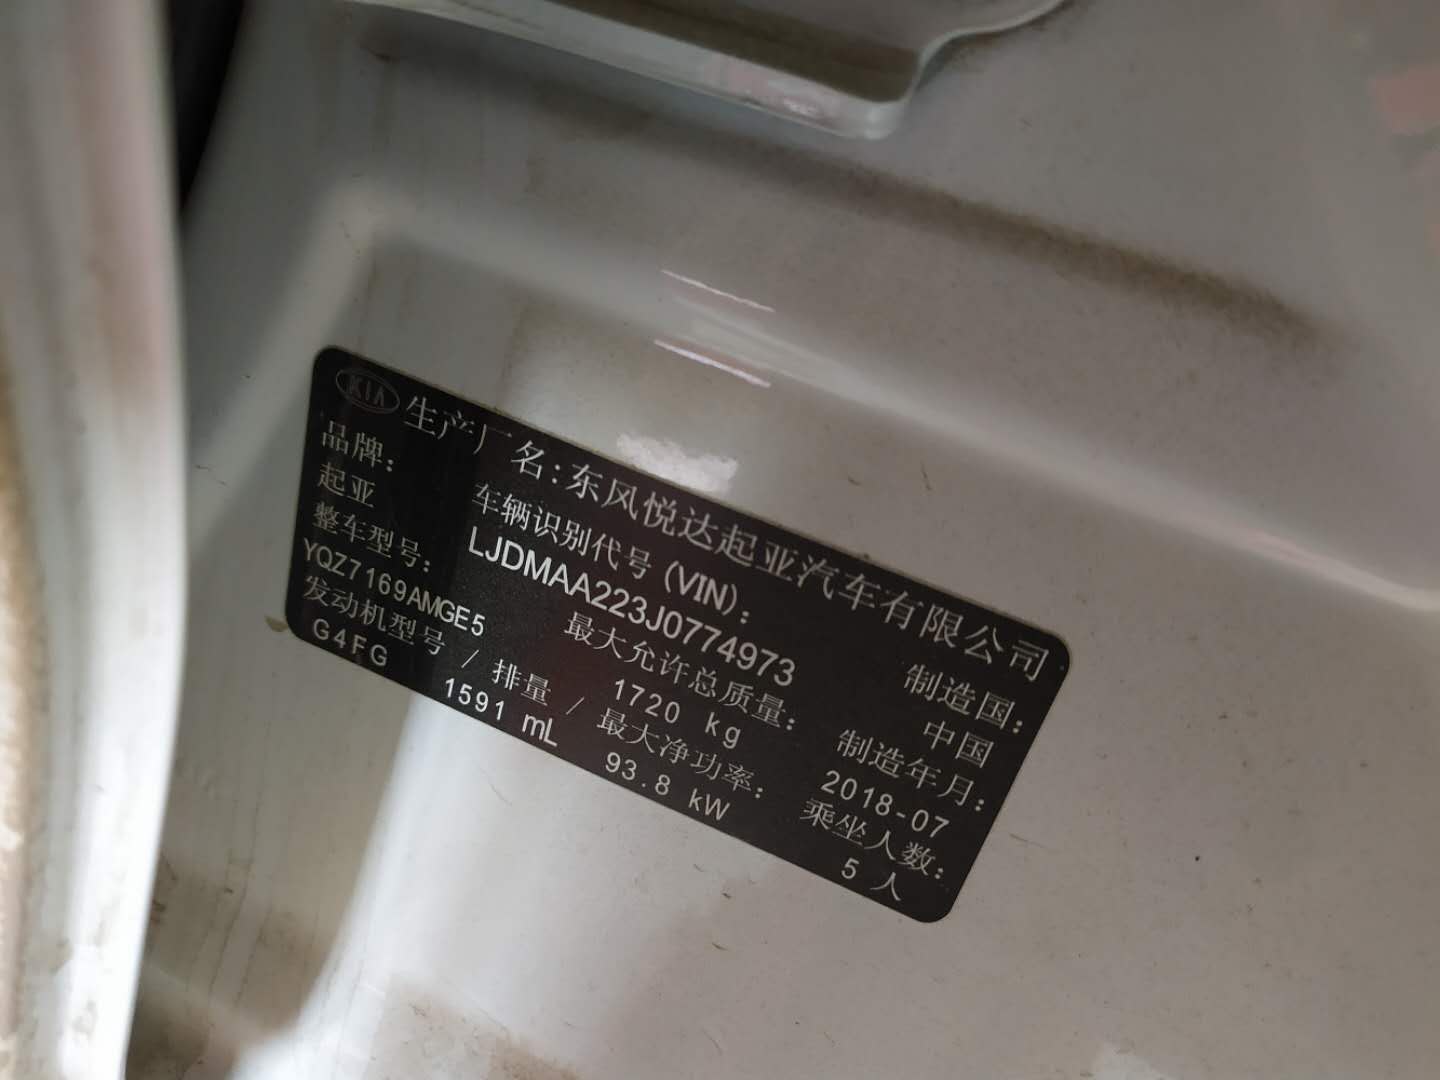 KIA 生产厂名:东风悦达起亚汽车有限公司
品牌: 车辆识别代号(VIN): 制造国:
起亚 LJDMAA223J0774973 中国
整车型号: 最大允许总质量: 制造年月:
YQZ7169AMGE5 1720 kg 2018-07
发动机型号 / 排量 / 最大净功率: 乘坐人数:
G4FG 1591 mL 93.8 kW 5 人